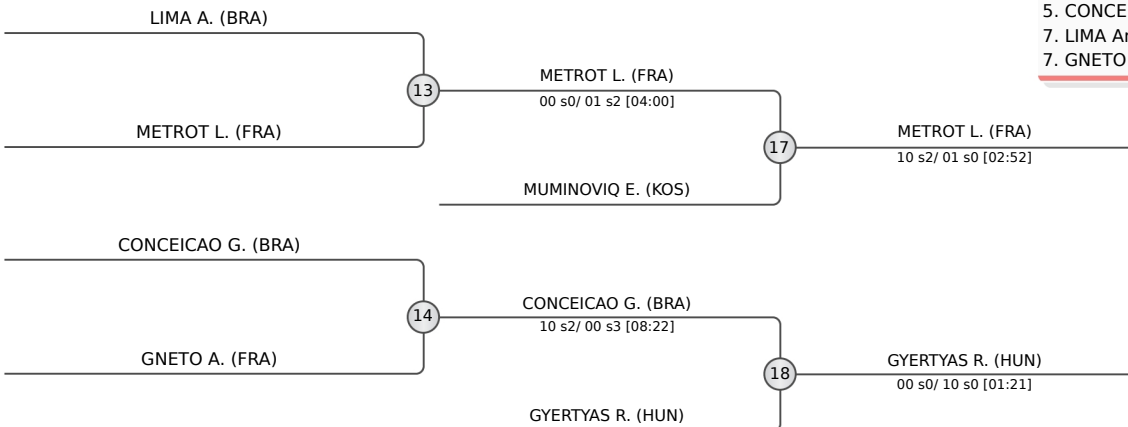 5. CONCE
7. LIMA Ar
7. GNETO
LIMA A. (BRA)
13
METROT L. (FRA)
00 s0/ 01 s2 [04:00]
METROT L. (FRA)
17
METROT L. (FRA)
10 s2/ 01 s0 [02:52]
MUMINOVIQ E. (KOS)
CONCEICAO G. (BRA)
14
CONCEICAO G. (BRA)
10 s2/ 00 s3 [08:22]
GNETO A. (FRA)
18
GYERTYAS R. (HUN)
00 s0/ 10 s0 [01:21]
GYERTYAS R. (HUN)